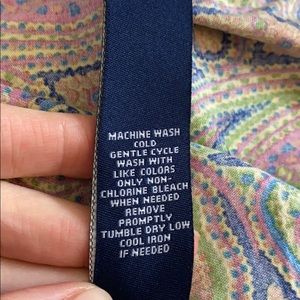 MACHINE WASH
COLD
GENTLE CYCLE
WASH WITH
LIKE COLORS
ONLY NON-
CHLORINE BLEACH
WHEN NEEDED
REMOVE
PROMPTLY
TUMBLE DRY LOW
COOL IRON
IF NEEDED